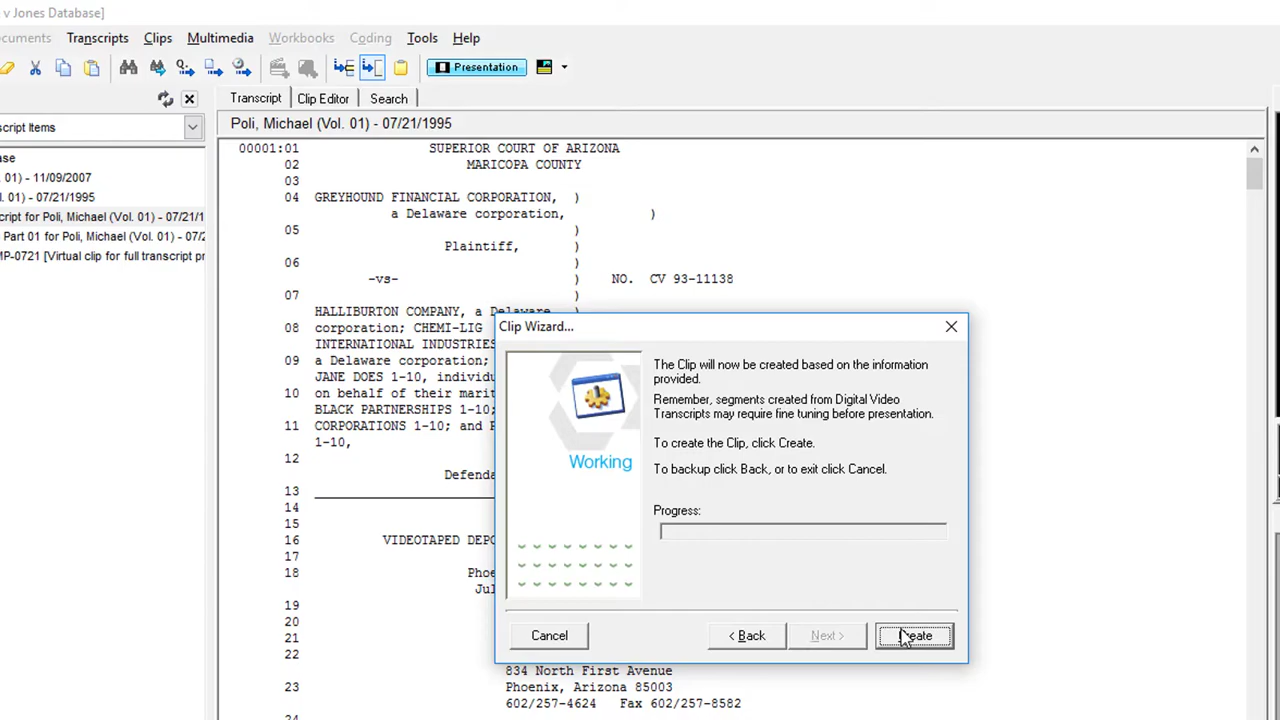 v Jones Database]
ocuments Transcripts Clips Multimedia Workbooks Coding Tools Help
Presentation
Transcript Clip Editor Search
script Items
Poli, Michael (Vol. 01) - 07/21/1995
01) - 11/09/2007
01) - 07/21/1995
cript for Poli, Michael (Vol. 01) - 07/21/1
Part 01 for Poli, Michael (Vol. 01) - 07/2
MP-0721 [Virtual clip for full transcript pr
00001:01 SUPERIOR COURT OF ARIZONA
02 MARICOPA COUNTY
03
04 GREYHOUND FINANCIAL CORPORATION, )
a Delaware corporation, )
05 )
Plaintiff, )
06 )
-vs- ) NO. CV 93-11138
07 )
HALLIBURTON COMPANY, a Delaware )
08 corporation; CHEMI-LIG
INTERNATIONAL INDUSTRIES
09 a Delaware corporation;
JANE DOES 1-10, individu
10 on behalf of their marit
BLACK PARTNERSHIPS 1-10;
11 CORPORATIONS 1-10; and
1-10,
12
Defenda
13
14
15
16 VIDEOTAPED DEPO
17
18 Phoe
Jul
19
20
21
22
834 North First Avenue
23 Phoenix, Arizona 85003
602/257-4624 Fax 602/257-8582
24
Clip Wizard...
Working
The Clip will now be created based on the information
provided.
Remember, segments created from Digital Video
Transcripts may require fine tuning before presentation.
To create the Clip, click Create.
To backup click Back, or to exit click Cancel.
Progress:
Cancel < Back Next > Create